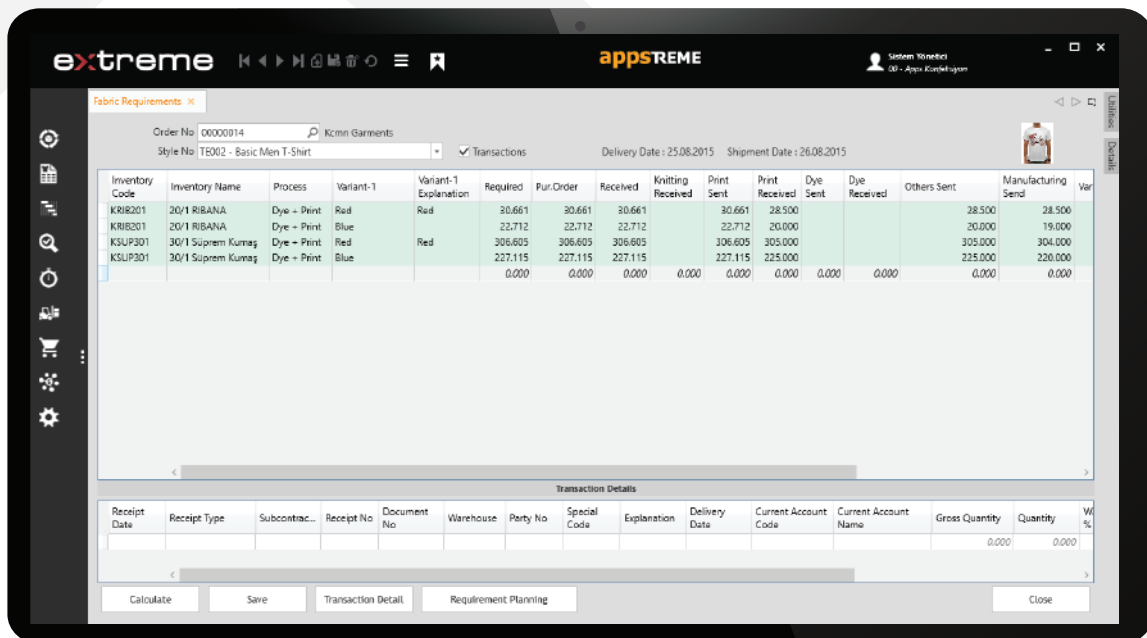 extreme
appsTREME
Sistem Yönetici
00 - Apps Konfeksiyon
Fabric Requirements ×
Utilities
Details
Order No 00000014 Kcmn Garments
Style No TE002 - Basic Men T-Shirt Transactions Delivery Date : 25.08.2015 Shipment Date : 26.08.2015
Inventory Code Inventory Name Process Variant-1 Variant-1 Explanation Required Pur.Order Received Knitting Received Print Sent Print Received Dye Sent Dye Received Others Sent Manufacturing Send Var
KRIB201 20/1 RIBANA Dye + Print Red Red 30.661 30.661 30.661 30.661 28.500 28.500 28.500
KRIB201 20/1 RIBANA Dye + Print Blue 22.712 22.712 22.712 22.712 20.000 20.000 19.000
KSUP301 30/1 Süprem Kumaş Dye + Print Red Red 306.605 306.605 306.605 306.605 305.000 305.000 304.000
KSUP301 30/1 Süprem Kumaş Dye + Print Blue 227.115 227.115 227.115 227.115 225.000 225.000 220.000
0.000 0.000 0.000 0.000 0.000 0.000 0.000 0.000 0.000 0.000
Transaction Details
Receipt Date Receipt Type Subcontrac... Receipt No Document No Warehouse Party No Special Code Explanation Delivery Date Current Account Code Current Account Name Gross Quantity Quantity W %
0.000 0.000
Calculate Save Transaction Detail Requirement Planning Close